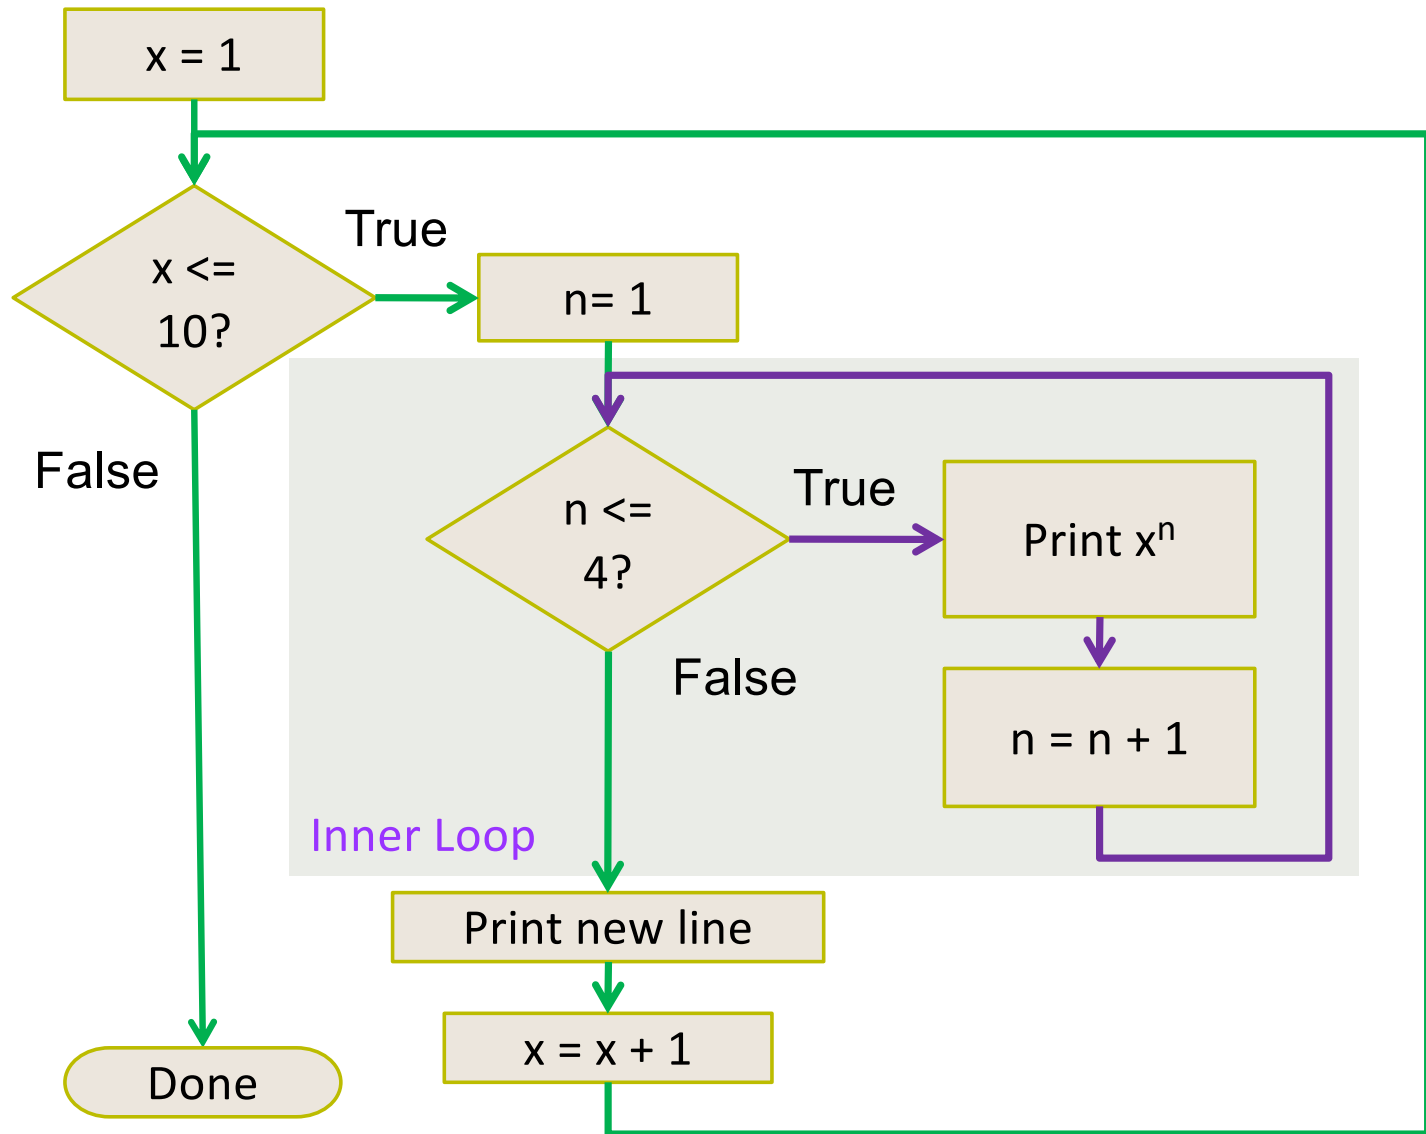 x = 1
True
x <=
10?
n= 1
False
n <=
4?
True
Print xⁿ
False
n = n + 1
Inner Loop
Print new line
x = x + 1
Done